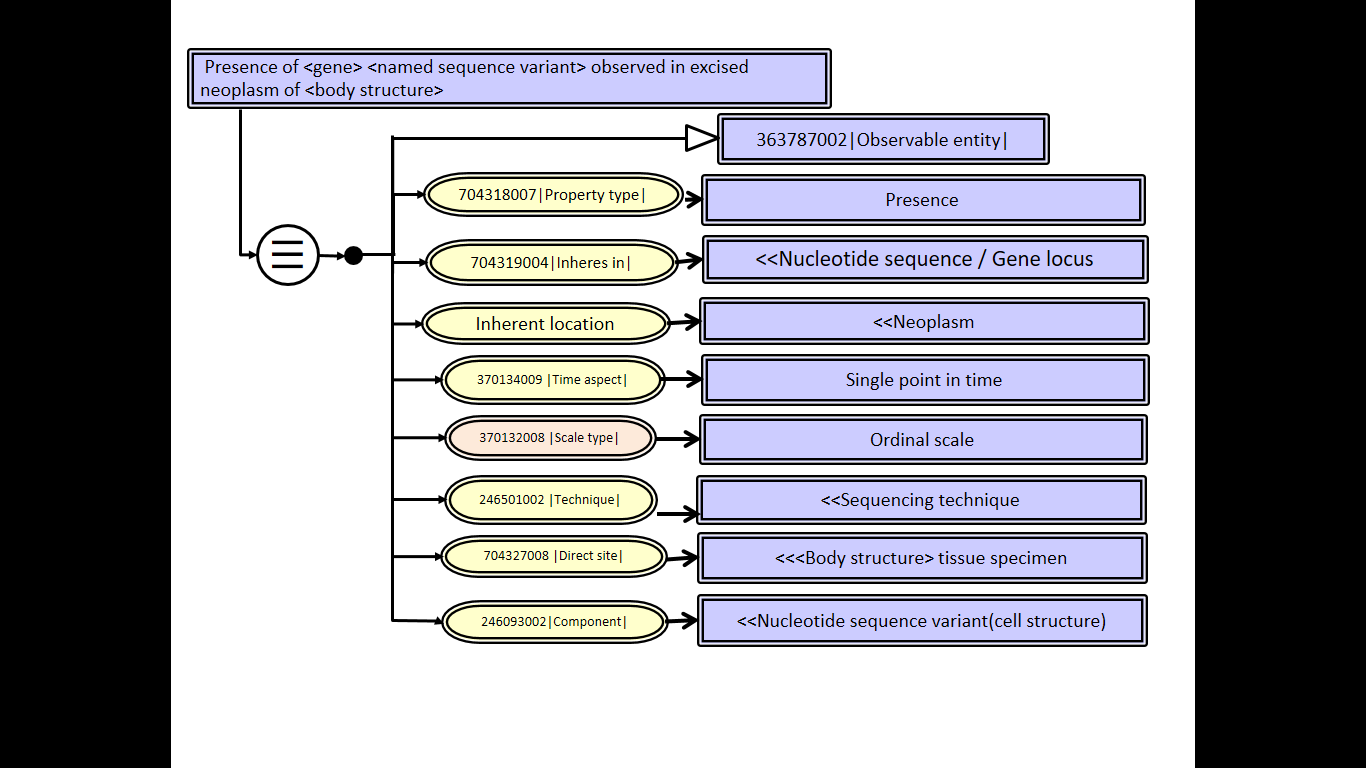 Presence of <gene> <named sequence variant> observed in excised
neoplasm of <body structure>
363787002|Observable entity|
704318007|Property type|
Presence
704319004|Inheres in|
<<Nucleotide sequence / Gene locus
Inherent location
<<Neoplasm
370134009 |Time aspect|
Single point in time
370132008 |Scale type|
Ordinal scale
246501002 |Technique|
<<Sequencing technique
704327008 |Direct site|
<<<Body structure> tissue specimen
246093002|Component|
<<Nucleotide sequence variant(cell structure)